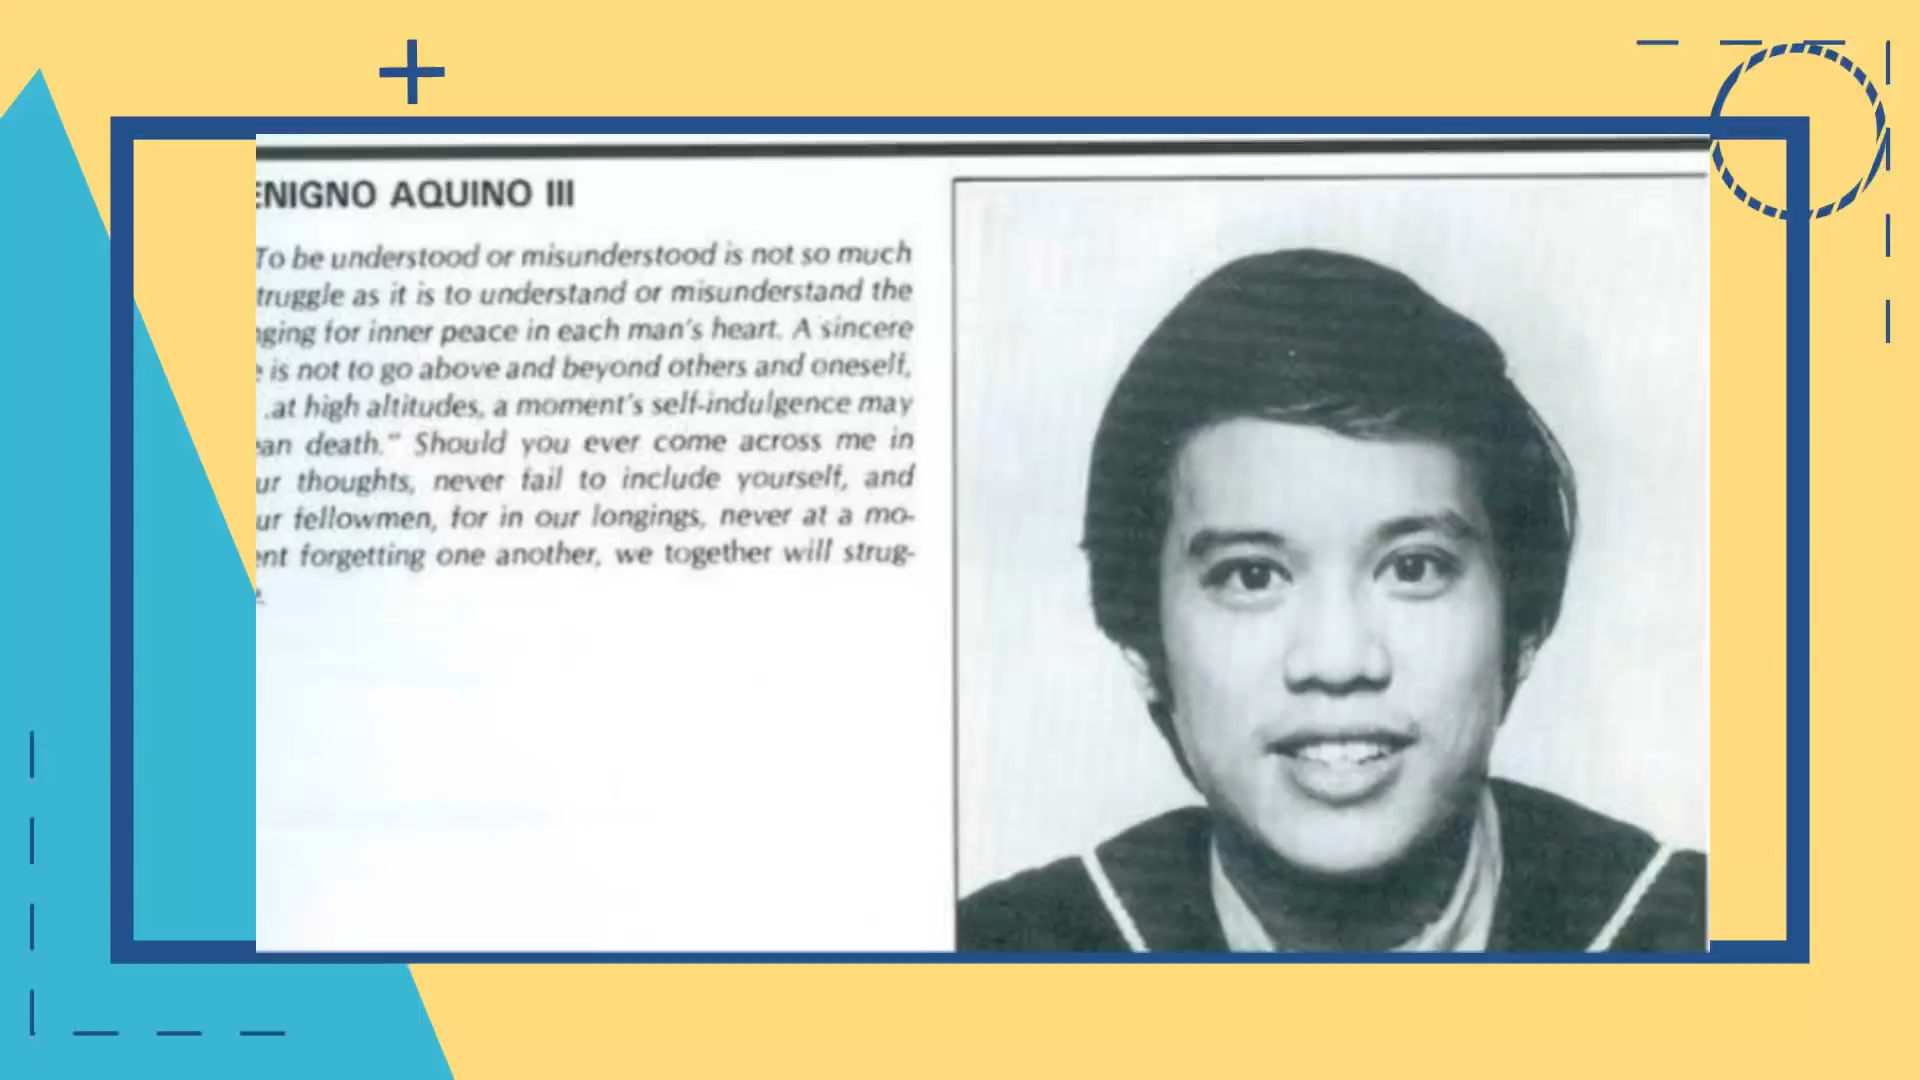 ENIGNO AQUINO III
To be understood or misunderstood is not so much
truggle as it is to understand or misunderstand the
nging for inner peace in each man's heart. A sincere
e is not to go above and beyond others and oneself,
.at high altitudes, a moment's self-indulgence may
ean death." Should you ever come across me in
ur thoughts, never fail to include yourself, and
ur fellowmen, for in our longings, never at a mo-
ent forgetting one another, we together will strug-